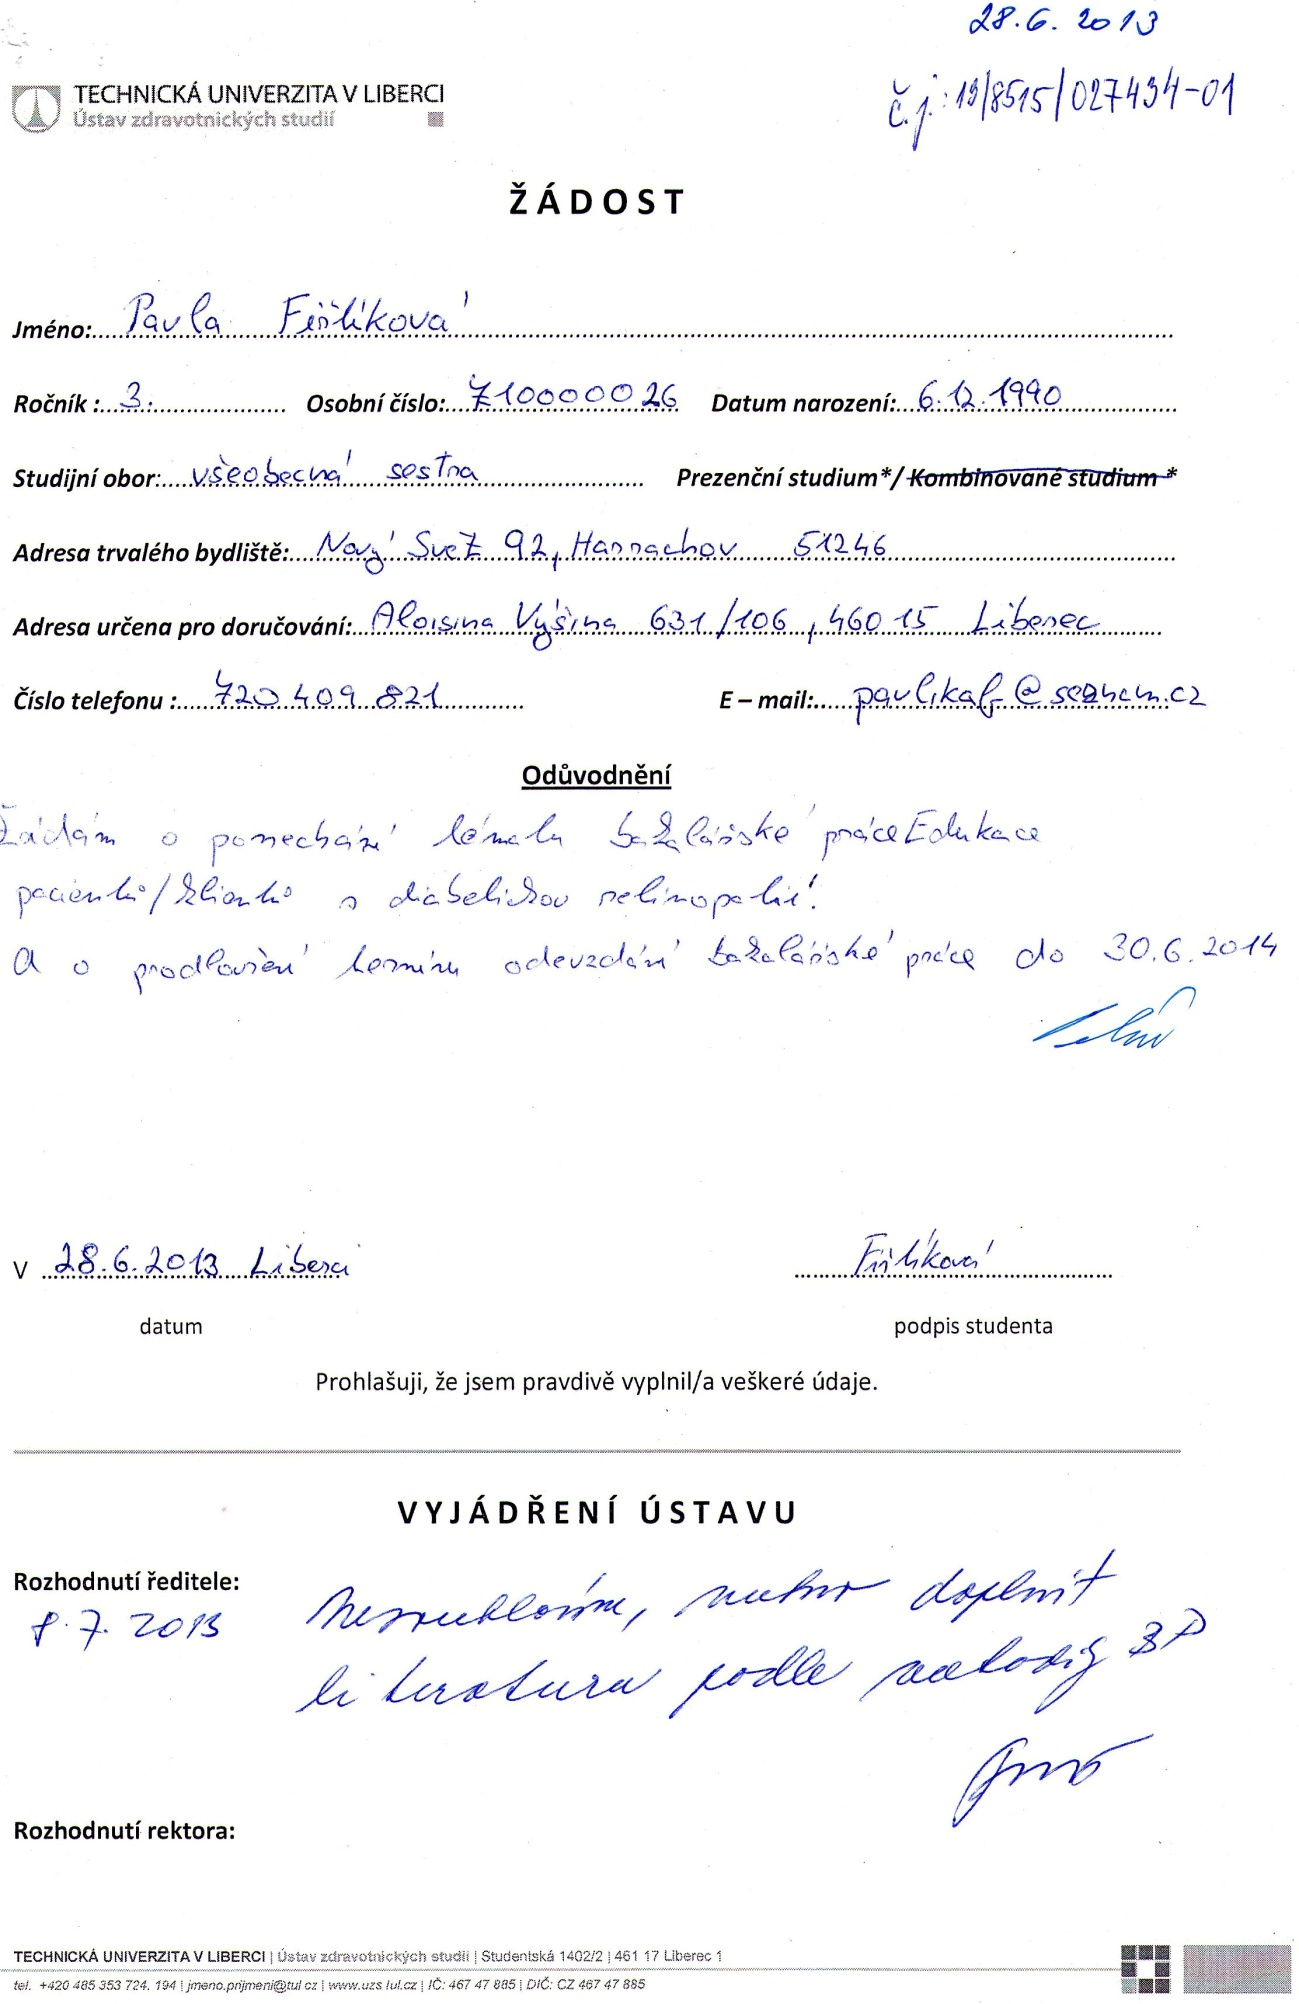 28.6.2013
TECHNICKÁ UNIVERZITA V LIBERCI
Ústav zdravotnických studií
č.j.: 13/8515/027434-01
ŽÁDOST
Jméno: Pavla Fišlíková
Ročník : 3. Osobní číslo: Z10000026 Datum narození: 6.12.1990
Studijní obor: všeobecná sestra Prezenční studium*/ Kombinované studium *
Adresa trvalého bydliště: Nový Svět 92, Harrachov 51246
Adresa určena pro doručování: Aloisina Výšina 631/106, 460 15 Liberec
Číslo telefonu : 720 409 821 E – mail: pavlikaf@seznam.cz
Odůvodnění
Žádám o ponechání tématu bakalářské práce Edukace
pacientů/klientů s diabetickou retinopatií.
A o prodloužení termínu odevzdání bakalářské práce do 30.6.2014
V 28.6.2013 Liberci Fišlíková
datum podpis studenta
Prohlašuji, že jsem pravdivě vyplnil/a veškeré údaje.
VYJÁDŘENÍ ÚSTAVU
Rozhodnutí ředitele:
8.7. 2013 nutno doplnit
literaturu podle metodiky BP
Rozhodnutí rektora:
TECHNICKÁ UNIVERZITA V LIBERCI | Ústav zdravotnických studií | Studentská 1402/2 | 461 17 Liberec 1
tel. +420 485 353 724, 194 | jmeno.prijmeni@tul.cz | www.uzs.tul.cz | IČ: 467 47 885 | DIČ: CZ 467 47 885